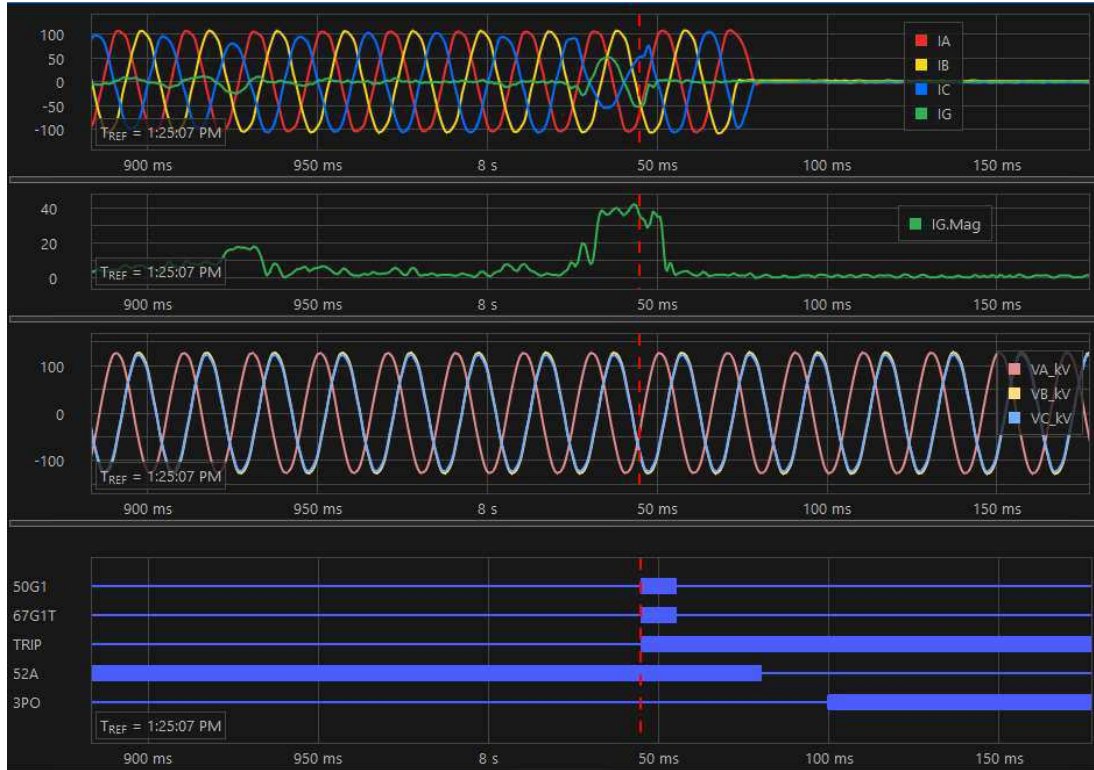 100
50
0
-50
-100
IA
IB
IC
IG
TREF = 1:25:07 PM
900 ms 950 ms 8 s 50 ms 100 ms 150 ms
40
20
0
IG.Mag
TREF = 1:25:07 PM
900 ms 950 ms 8 s 50 ms 100 ms 150 ms
100
0
-100
VA_kV
VB_kV
VC_kV
TREF = 1:25:07 PM
900 ms 950 ms 8 s 50 ms 100 ms 150 ms
50G1
67G1T
TRIP
52A
3PO
TREF = 1:25:07 PM
900 ms 950 ms 8 s 50 ms 100 ms 150 ms